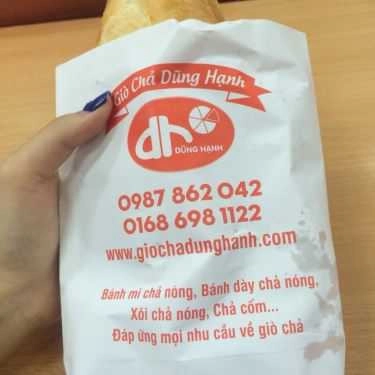 Giò Chả Dũng Hạnh
dh
DŨNG HẠNH
0987 862 042
0168 698 1122
www.giochadunghanh.com
Bánh mì chả nóng, Bánh dày chả nóng,
Xôi chả nóng, Chả cốm...
Đáp ứng mọi nhu cầu về giò chả